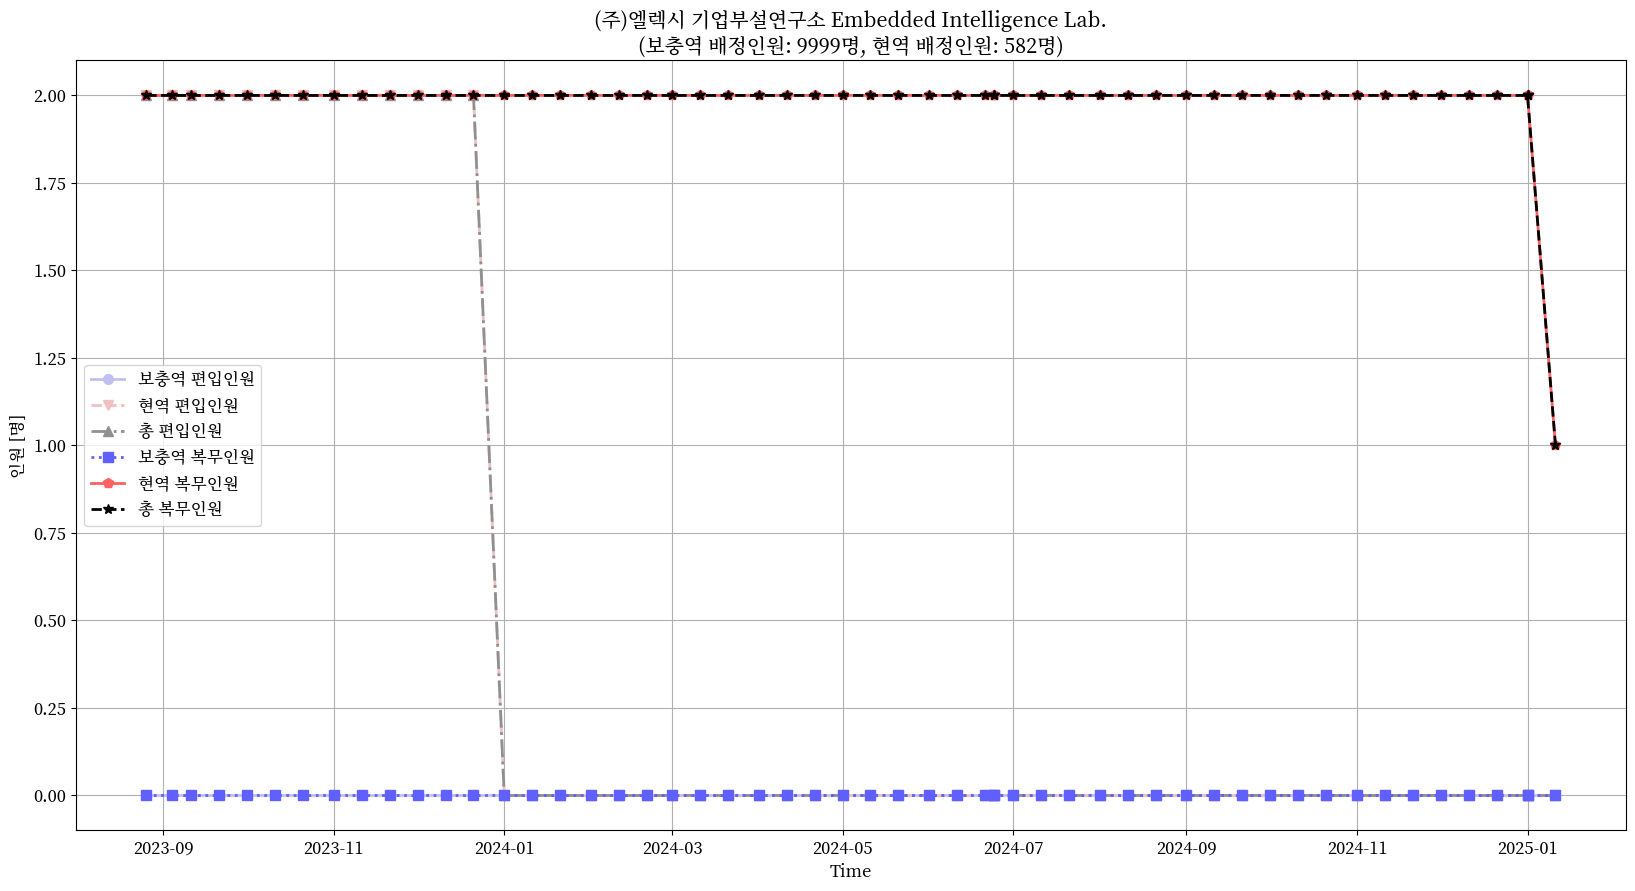 (주)엘렉시 기업부설연구소 Embedded Intelligence Lab.
(보충역 배정인원: 9999명, 현역 배정인원: 582명)
2.00
1.75
1.50
1.25
1.00
0.75
0.50
0.25
0.00
인원 [명]
보충역 편입인원
현역 편입인원
총 편입인원
보충역 복무인원
현역 복무인원
총 복무인원
2023-09 2023-11 2024-01 2024-03 2024-05 2024-07 2024-09 2024-11 2025-01
Time